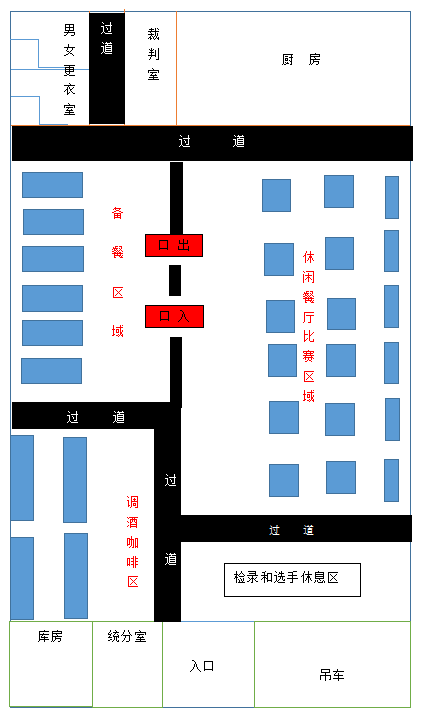 男女更衣室
过道
裁判室
厨 房
过 道
备餐区域
口 出
口 入
休闲餐厅比赛区域
过 道
过 道
调酒咖啡区
过 道
检录和选手休息区
库房
统分室
入口
吊车